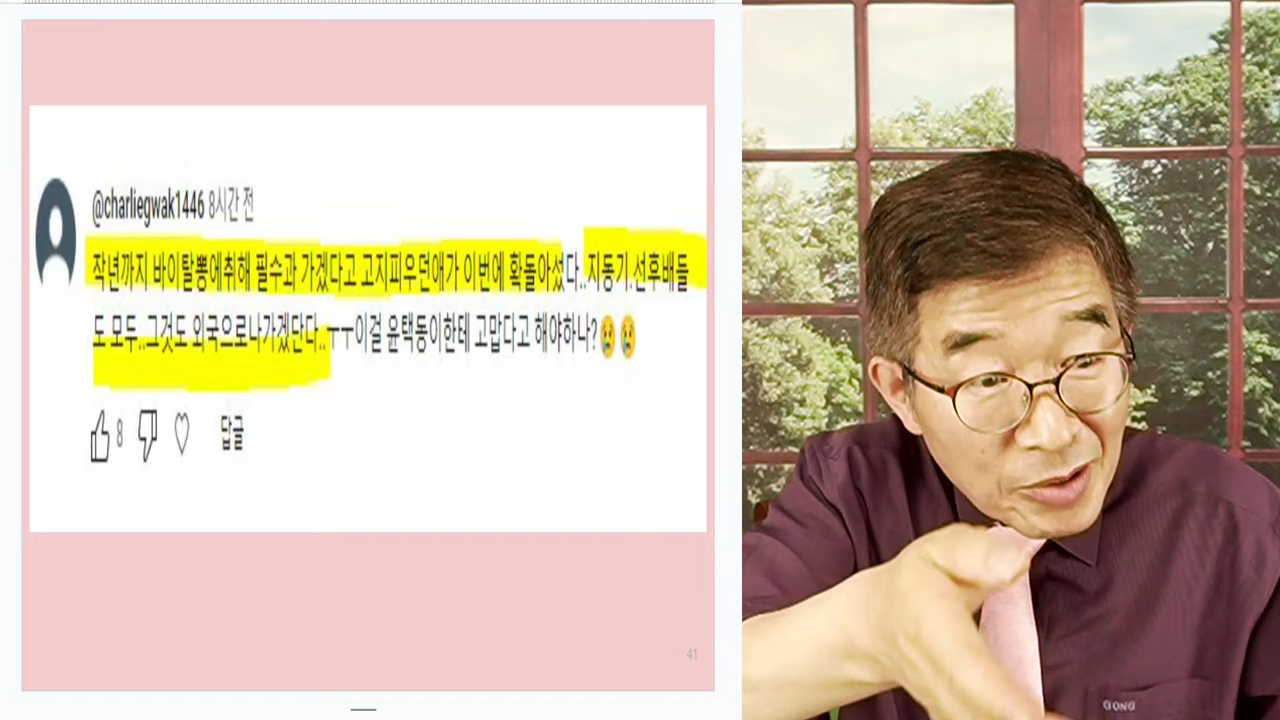 @charliegwak1446 8시간 전
작년까지 바이탈뽕에취해 필수과 가겠다고 고지피우던애가 이번에 확돌아섰다..지동기.선후배들
도 모두..그것도 외국으로나가겠단다..ㅜㅜ이걸 윤택동이한테 고맙다고 해야하나?😢😢
8 답글
41
GONG